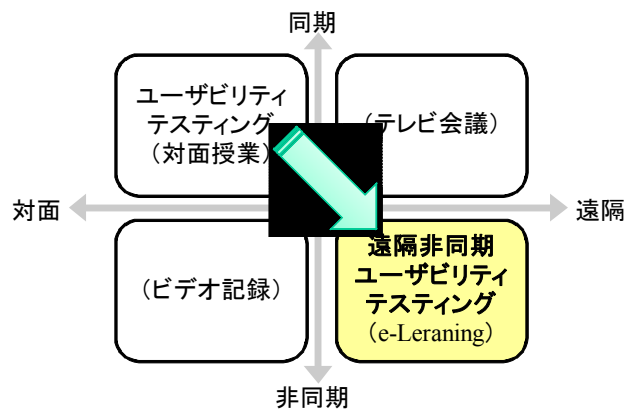 同期
ユーザビリティ
テスティング
(対面授業)
(テレビ会議)
対面
遠隔
(ビデオ記録)
遠隔非同期
ユーザビリティ
テスティング
(e-Leraning)
非同期